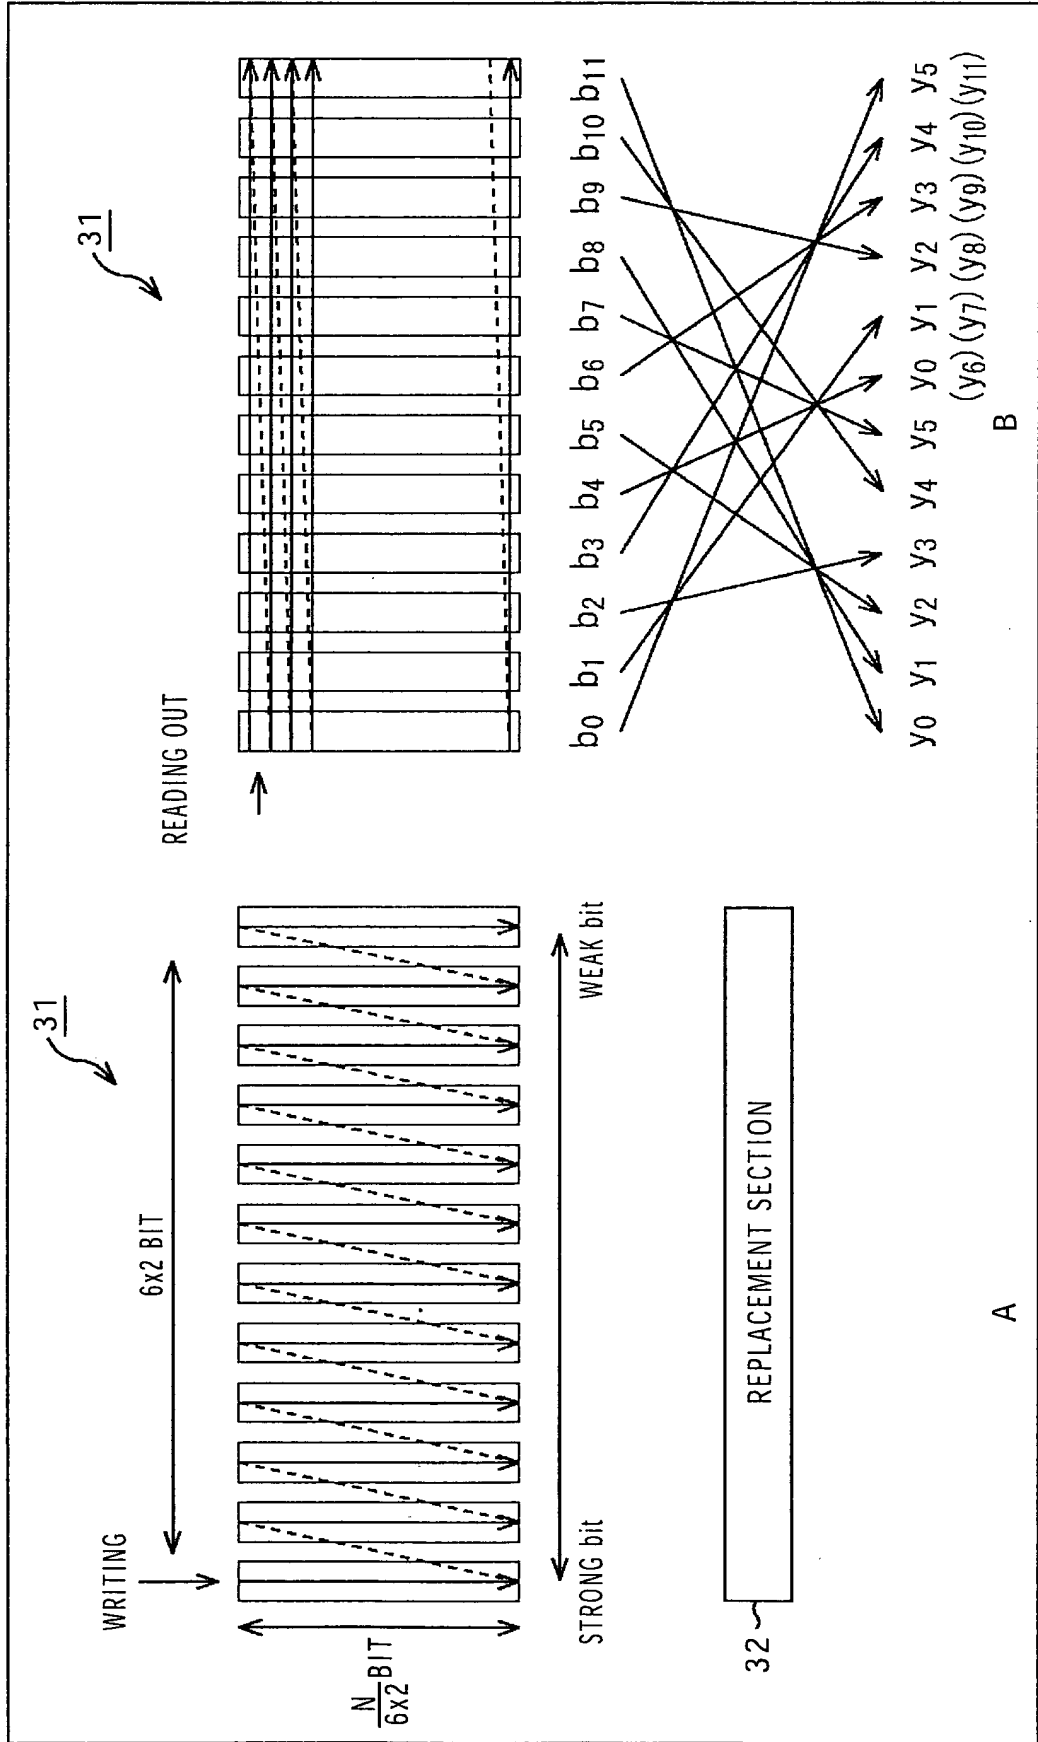 WRITING
31
6x2 BIT
N
6x2 BIT
STRONG bit
WEAK bit
REPLACEMENT SECTION
32
A
READING OUT
31
b0 b1 b2 b3 b4 b5 b6 b7 b8 b9 b10 b11
y0 y1 y2 y3 y4 y5 y0 y1 y2 y3 y4 y5
(y6) (y7) (y8) (y9) (y10) (y11)
B